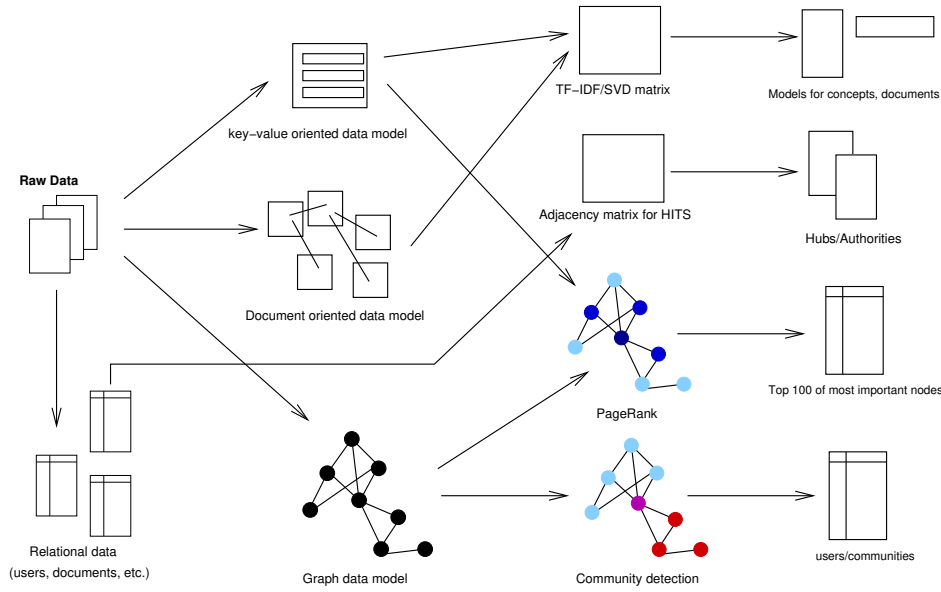 Raw Data
key-value oriented data model
Document oriented data model
Relational data
(users, documents, etc.)
Graph data model
TF-IDF/SVD matrix
Adjacency matrix for HITS
PageRank
Community detection
Models for concepts, documents
Hubs/Authorities
Top 100 of most important nodes
users/communities